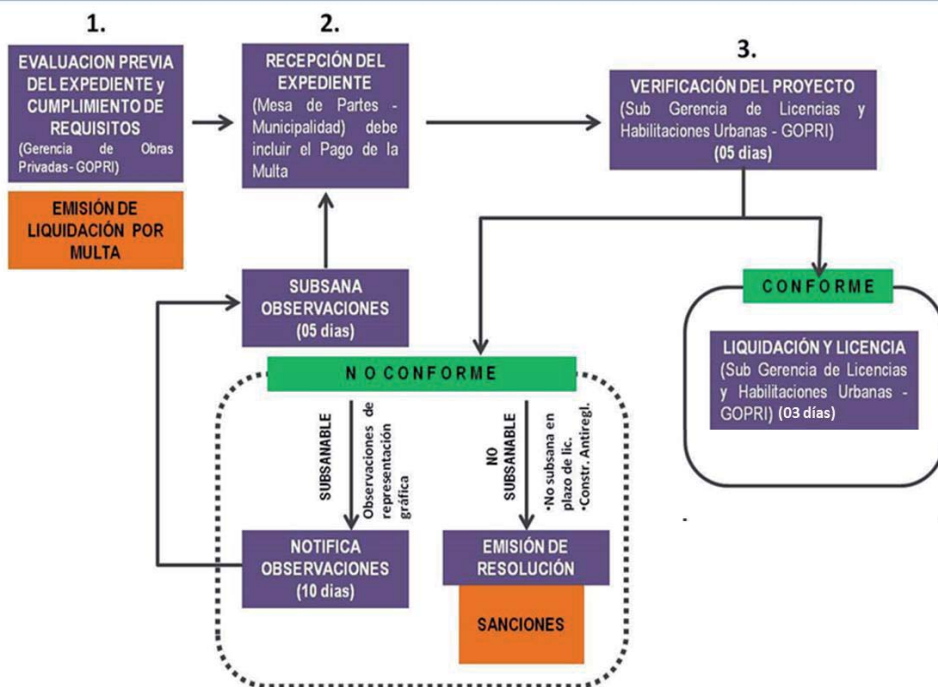 1.
EVALUACION PREVIA
DEL EXPEDIENTE y
CUMPLIMIENTO DE
REQUISITOS
(Gerencia de Obras
Privadas- GOPRI)
EMISIÓN DE
LIQUIDACIÓN POR
MULTA
2.
RECEPCIÓN DEL
EXPEDIENTE
(Mesa de Partes -
Municipalidad) debe
incluir el Pago de la
Multa
3.
VERIFICACIÓN DEL PROYECTO
(Sub Gerencia de Licencias y
Habilitaciones Urbanas - GOPRI)
(05 días)
SUBSANA
OBSERVACIONES
(05 días)
CONFORME
LIQUIDACIÓN Y LICENCIA
(Sub Gerencia de Licencias
y Habilitaciones Urbanas -
GOPRI) (03 días)
NO CONFORME
SUBSANABLE
Observaciones de
representación
gráfica
NO
SUBSANABLE
•No subsana en
plazo de lic.
•Constr. Antiregl.
NOTIFICA
OBSERVACIONES
(10 días)
EMISIÓN DE
RESOLUCIÓN
SANCIONES